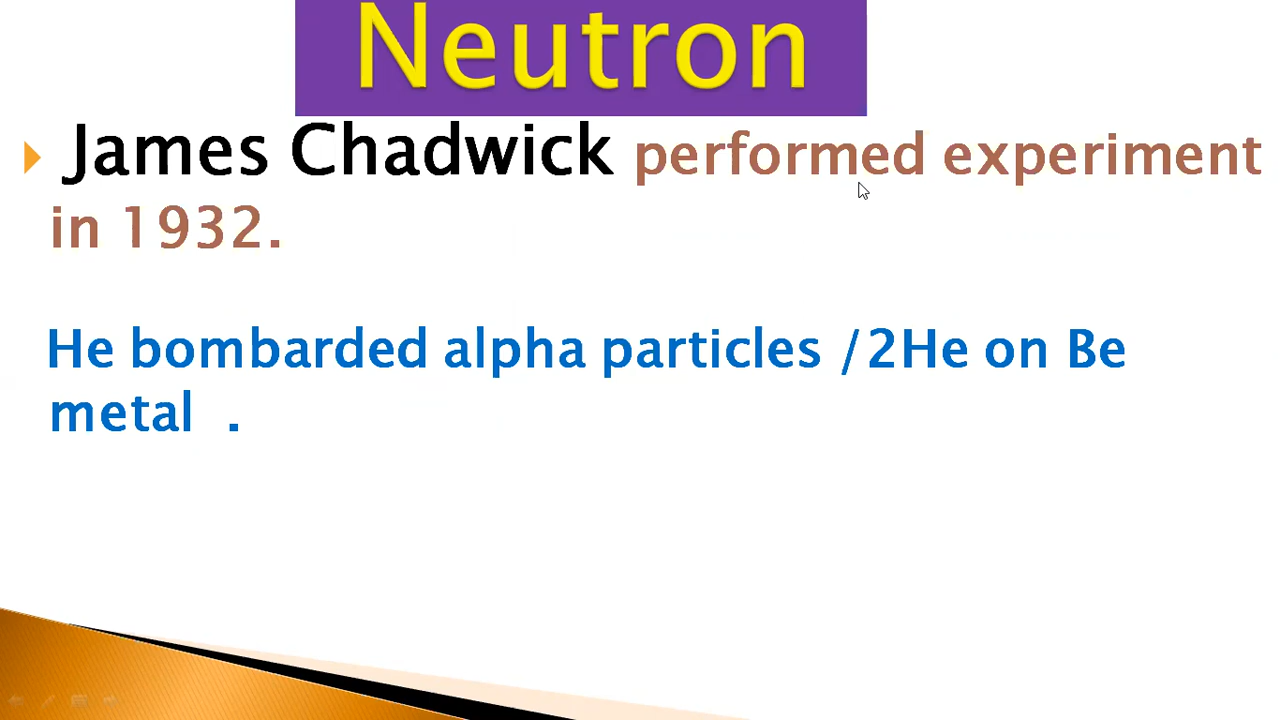 Neutron
James Chadwick performed experiment
in 1932.
He bombarded alpha particles /2He on Be
metal .